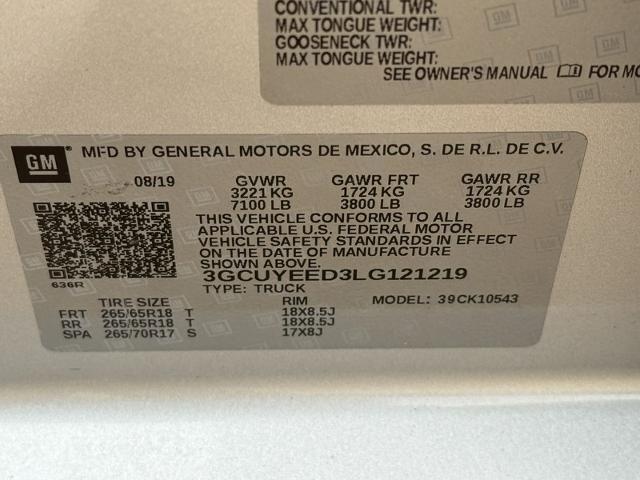 CONVENTIONAL TWR:
MAX TONGUE WEIGHT:
GOOSENECK TWR:
MAX TONGUE WEIGHT:
SEE OWNER'S MANUAL FOR MO
GM
GM ® MFD BY GENERAL MOTORS DE MEXICO, S. DE R.L. DE C.V.
08/19 GVWR GAWR FRT GAWR RR
3221 KG 1724 KG 1724 KG
7100 LB 3800 LB 3800 LB
THIS VEHICLE CONFORMS TO ALL
APPLICABLE U.S. FEDERAL MOTOR
VEHICLE SAFETY STANDARDS IN EFFECT
ON THE DATE OF MANUFACTURE
SHOWN ABOVE.
3GCUYEED3LG121219
636R
TYPE: TRUCK MODEL: 39CK10543
TIRE SIZE RIM
FRT 265/65R18 T 18X8.5J
RR 265/65R18 T 18X8.5J
SPA 265/70R17 S 17X8J